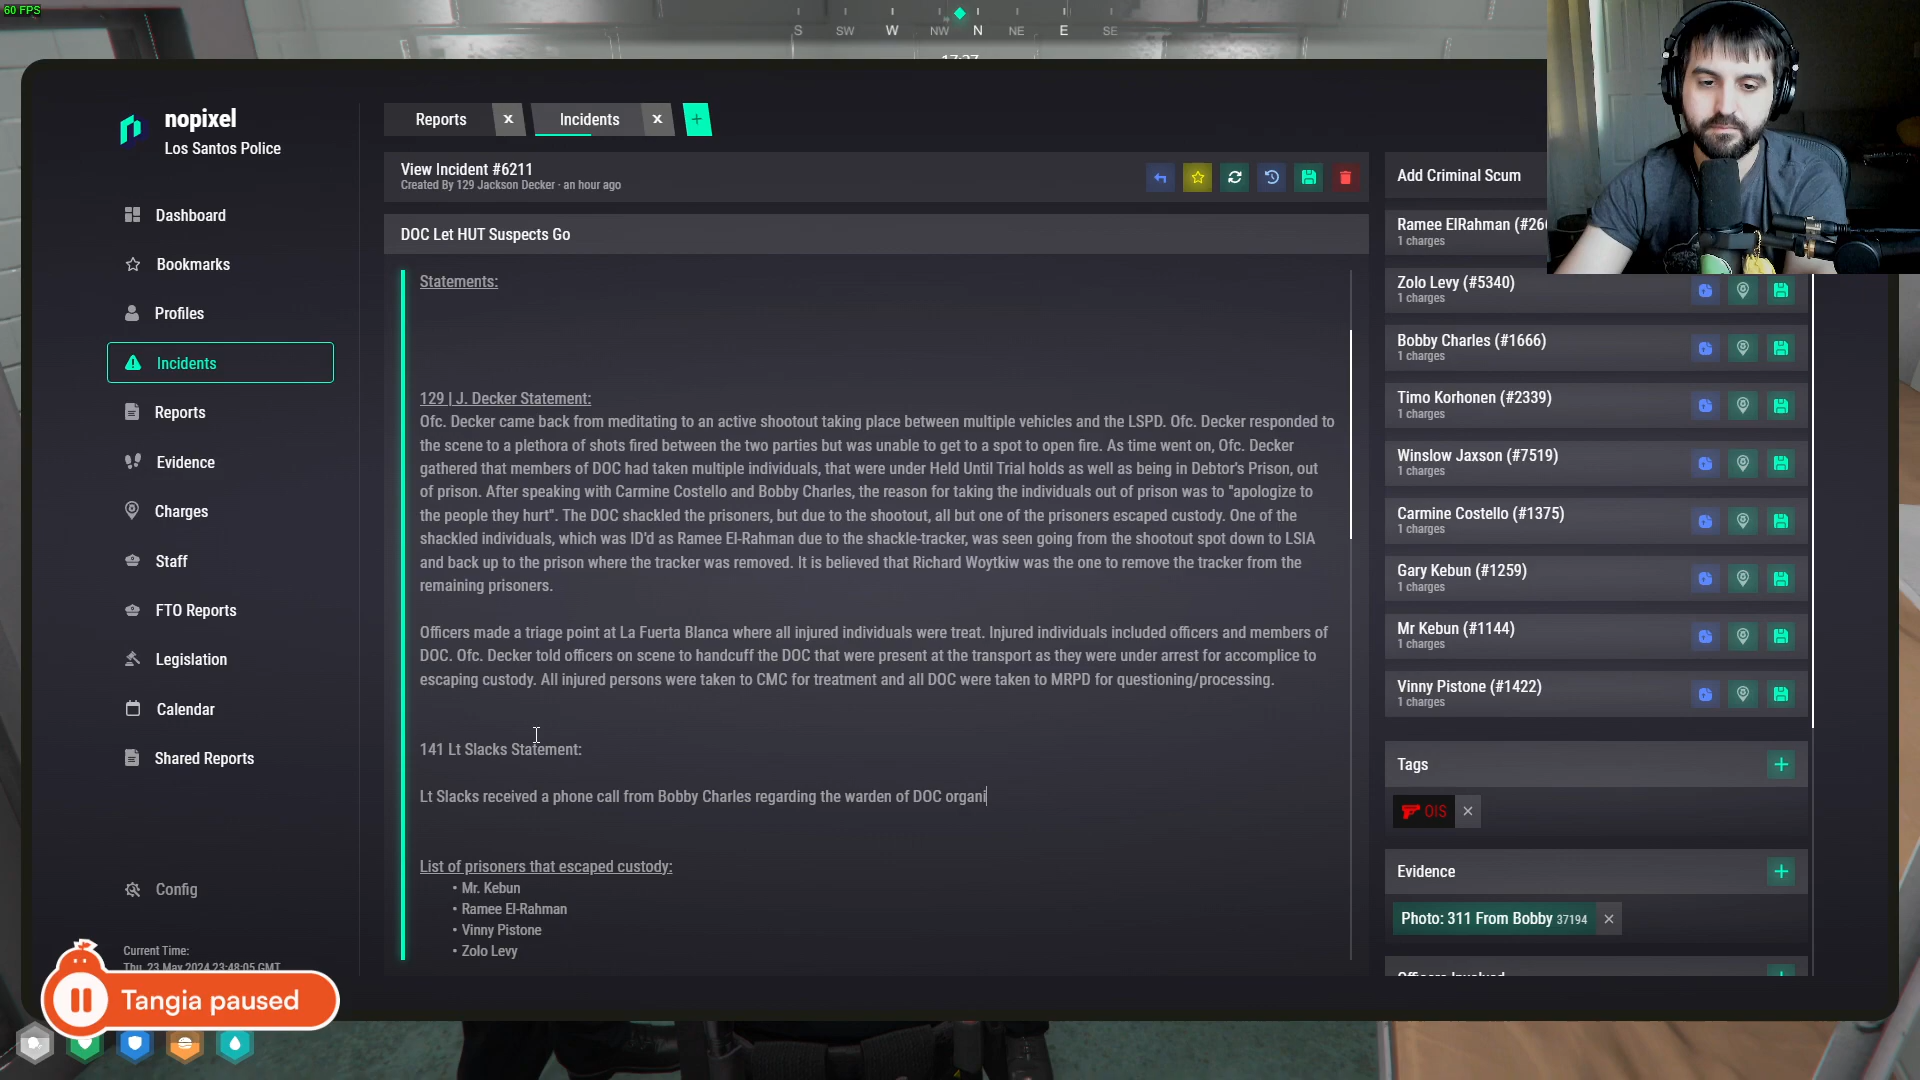 60 FPS
S SW W NW N NE E SE
17:37
nopixel
Los Santos Police
Dashboard
Bookmarks
Profiles
Incidents
Reports
Evidence
Charges
Staff
FTO Reports
Legislation
Calendar
Shared Reports
Config
Current Time:
Thu, 23 May 2024 23:48:05 GMT
Tangia paused
Reports x Incidents x +
View Incident #6211
Created By 129 Jackson Decker · an hour ago
DOC Let HUT Suspects Go
Statements:
129 | J. Decker Statement:
Ofc. Decker came back from meditating to an active shootout taking place between multiple vehicles and the LSPD. Ofc. Decker responded to
the scene to a plethora of shots fired between the two parties but was unable to get to a spot to open fire. As time went on, Ofc. Decker
gathered that members of DOC had taken multiple individuals, that were under Held Until Trial holds as well as being in Debtor's Prison, out
of prison. After speaking with Carmine Costello and Bobby Charles, the reason for taking the individuals out of prison was to "apologize to
the people they hurt". The DOC shackled the prisoners, but due to the shootout, all but one of the prisoners escaped custody. One of the
shackled individuals, which was ID'd as Ramee El-Rahman due to the shackle-tracker, was seen going from the shootout spot down to LSIA
and back up to the prison where the tracker was removed. It is believed that Richard Woytkiw was the one to remove the tracker from the
remaining prisoners.
Officers made a triage point at La Fuerta Blanca where all injured individuals were treat. Injured individuals included officers and members of
DOC. Ofc. Decker told officers on scene to handcuff the DOC that were present at the transport as they were under arrest for accomplice to
escaping custody. All injured persons were taken to CMC for treatment and all DOC were taken to MRPD for questioning/processing.
141 Lt Slacks Statement:
Lt Slacks received a phone call from Bobby Charles regarding the warden of DOC organi
List of prisoners that escaped custody:
• Mr. Kebun
• Ramee El-Rahman
• Vinny Pistone
• Zolo Levy
Add Criminal Scum
Ramee ElRahman (#26
1 charges
Zolo Levy (#5340)
1 charges
Bobby Charles (#1666)
1 charges
Timo Korhonen (#2339)
1 charges
Winslow Jaxson (#7519)
1 charges
Carmine Costello (#1375)
1 charges
Gary Kebun (#1259)
1 charges
Mr Kebun (#1144)
1 charges
Vinny Pistone (#1422)
1 charges
Tags +
OIS ×
Evidence +
Photo: 311 From Bobby 37194 ×
Officers Involved +